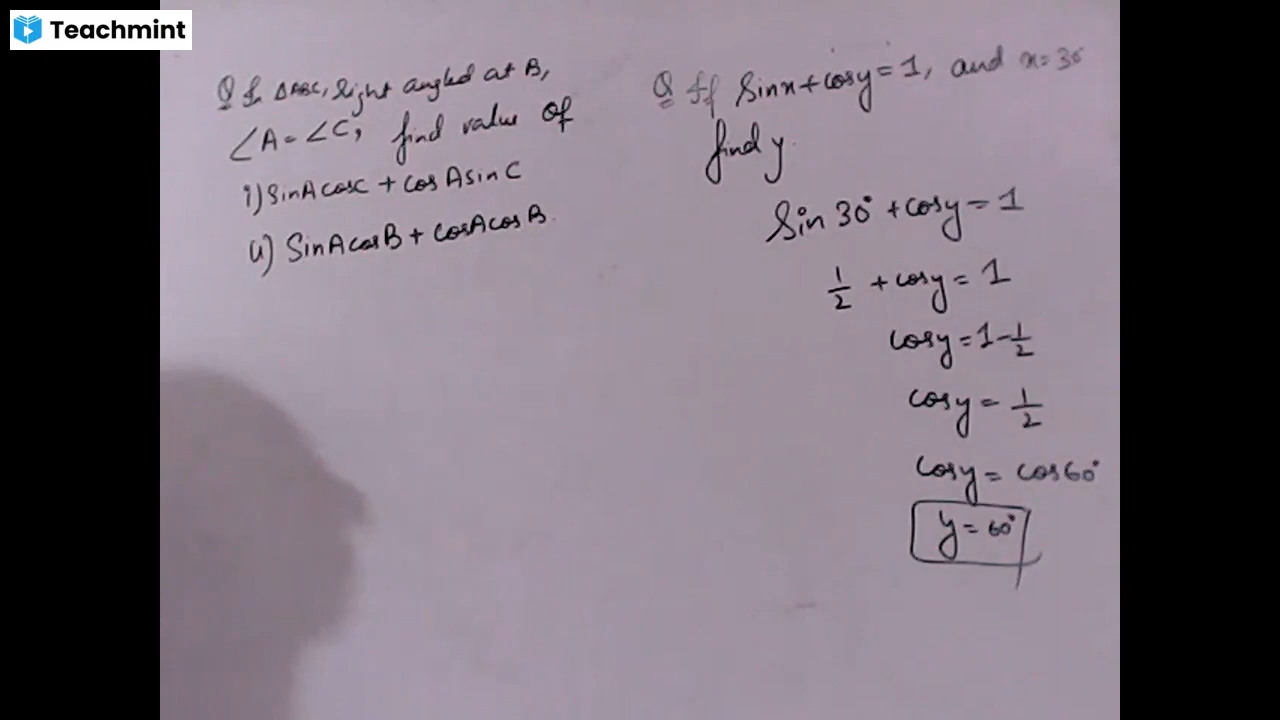 Teachmint
Q In ΔABC, right angled at B,
∠A = ∠C, find value of
i) SinA cosC + cosA sin C
ii) SinA cosB + cosA cosB.
Q If Sinx + cosy = 1, and x = 30
find y.
Sin 30° + cosy = 1
1/2 + cosy = 1
cosy = 1 - 1/2
cosy = 1/2
cosy = cos60°
y = 60°